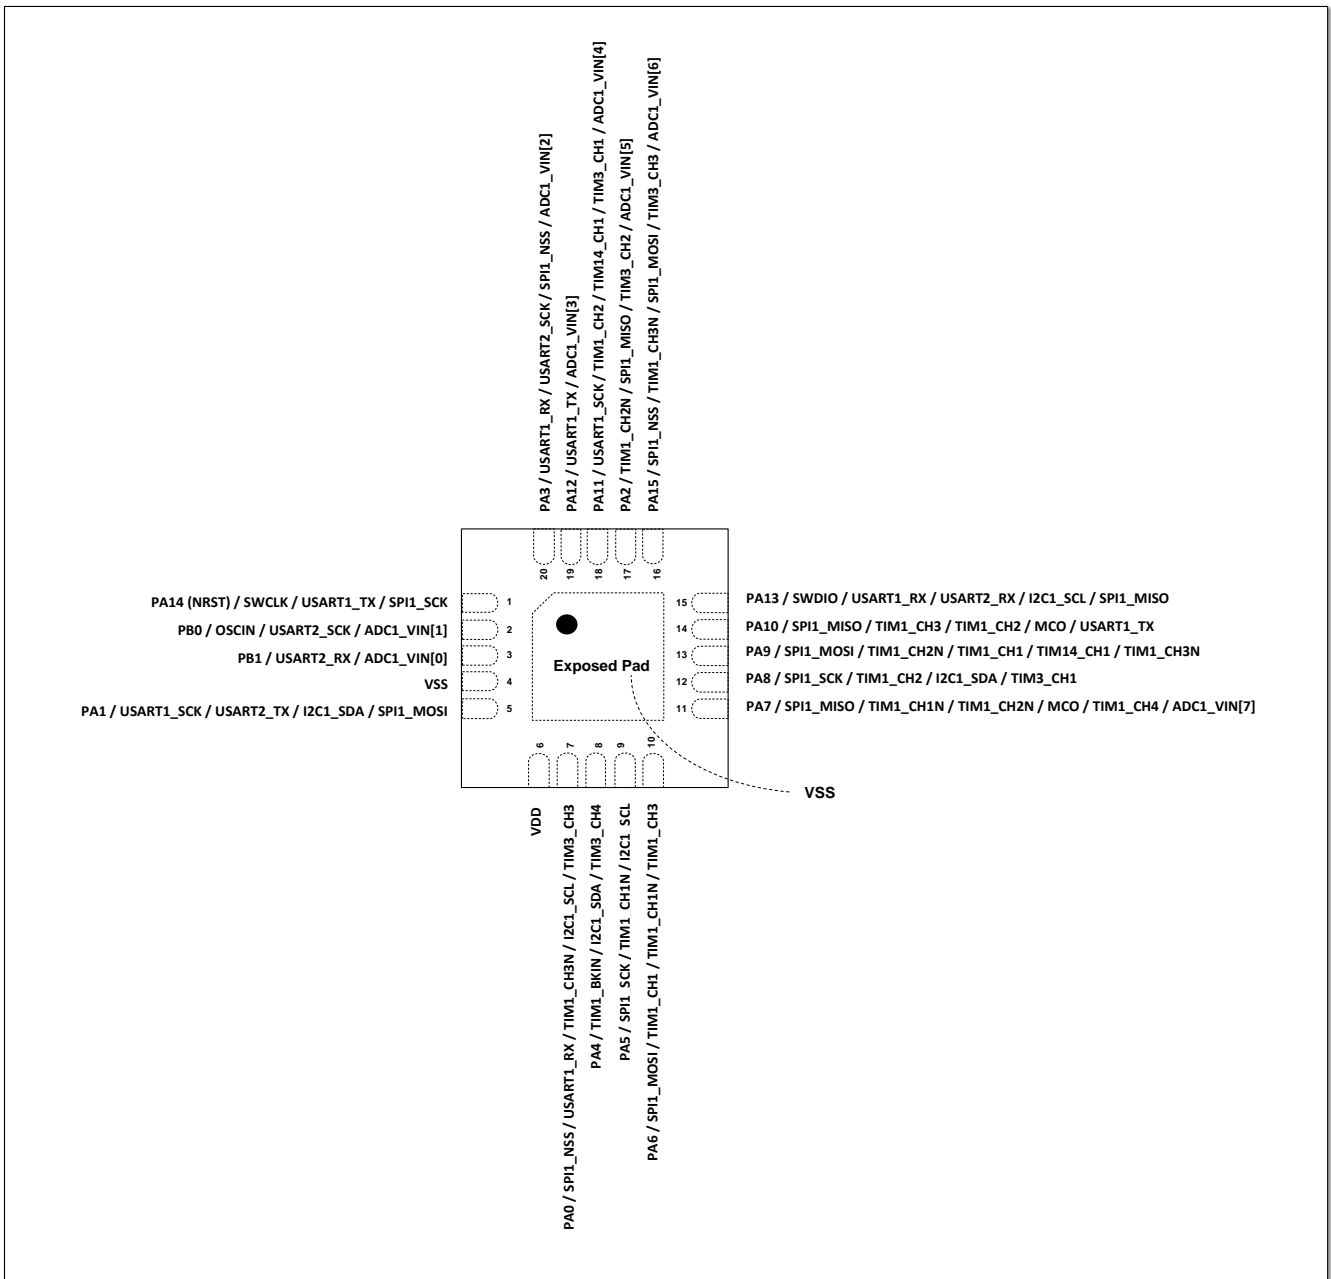 PA3 / USART1_RX / USART2_SCK / SPI1_NSS / ADC1_VIN[2]
PA12 / USART1_TX / ADC1_VIN[3]
PA11 / USART1_SCK / TIM1_CH2 / TIM14_CH1 / TIM3_CH1 / ADC1_VIN[4]
PA2 / TIM1_CH2N / SPI1_MISO / TIM3_CH2 / ADC1_VIN[5]
PA15 / SPI1_NSS / TIM1_CH3N / SPI1_MOSI / TIM3_CH3 / ADC1_VIN[6]
20
19
18
17
16
PA14 (NRST) / SWCLK / USART1_TX / SPI1_SCK
1
PB0 / OSCIN / USART2_SCK / ADC1_VIN[1]
2
PB1 / USART2_RX / ADC1_VIN[0]
3
VSS
4
PA1 / USART1_SCK / USART2_TX / I2C1_SDA / SPI1_MOSI
5
Exposed Pad
15
PA13 / SWDIO / USART1_RX / USART2_RX / I2C1_SCL / SPI1_MISO
14
PA10 / SPI1_MISO / TIM1_CH3 / TIM1_CH2 / MCO / USART1_TX
13
PA9 / SPI1_MOSI / TIM1_CH2N / TIM1_CH1 / TIM14_CH1 / TIM1_CH3N
12
PA8 / SPI1_SCK / TIM1_CH2 / I2C1_SDA / TIM3_CH1
11
PA7 / SPI1_MISO / TIM1_CH1N / TIM1_CH2N / MCO / TIM1_CH4 / ADC1_VIN[7]
6
7
8
9
10
VSS
VDD
PA0 / SPI1_NSS / USART1_RX / TIM1_CH3N / I2C1_SCL / TIM3_CH3
PA4 / TIM1_BKIN / I2C1_SDA / TIM3_CH4
PA5 / SPI1_SCK / TIM1_CH1N / I2C1_SCL
PA6 / SPI1_MOSI / TIM1_CH1 / TIM1_CH1N / TIM1_CH3